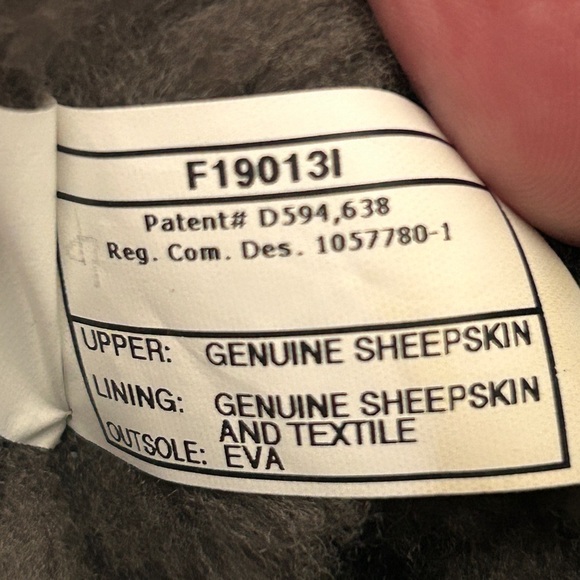 F19013I
Patent# D594,638
Reg. Com. Des. 1057780-1
UPPER: GENUINE SHEEPSKIN
LINING: GENUINE SHEEPSKIN
AND TEXTILE
OUTSOLE: EVA